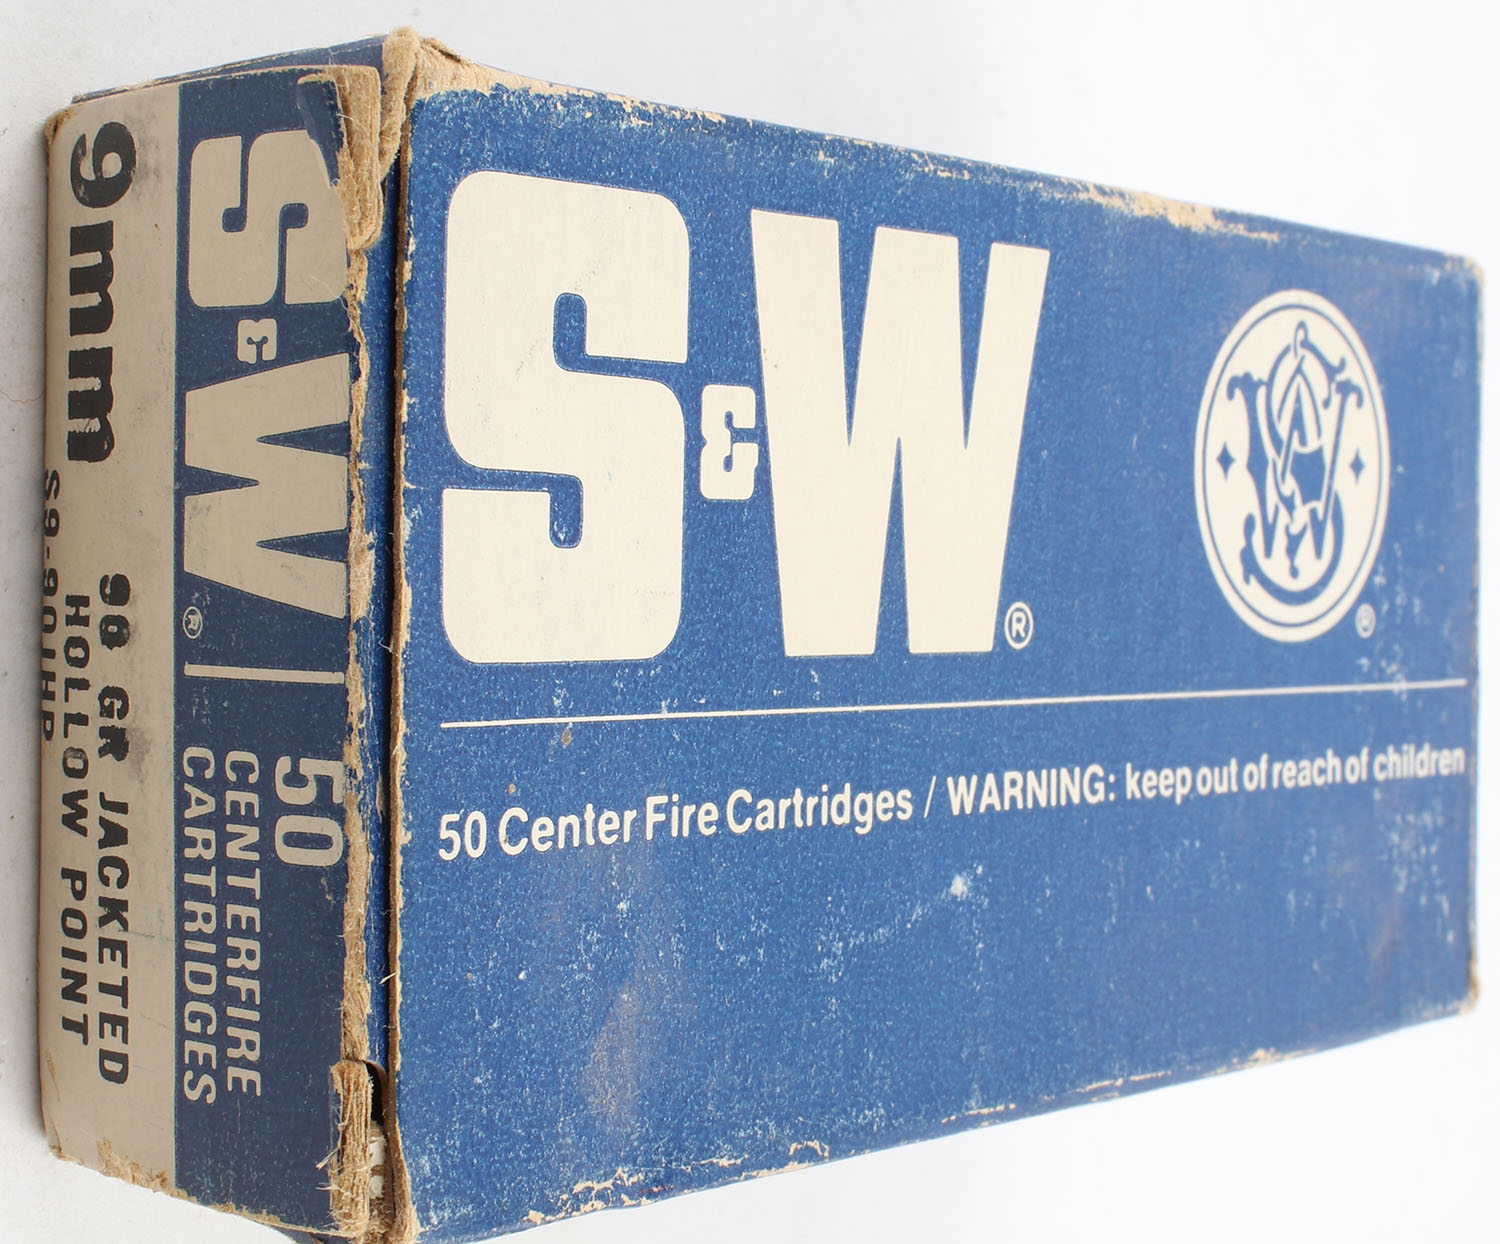 S&W®
50 Center Fire Cartridges / WARNING: keep out of reach of children
®
S&W®
50
CENTERFIRE
CARTRIDGES
9mm
90 GR JACKETED
HOLLOW POINT
S9-90JHP